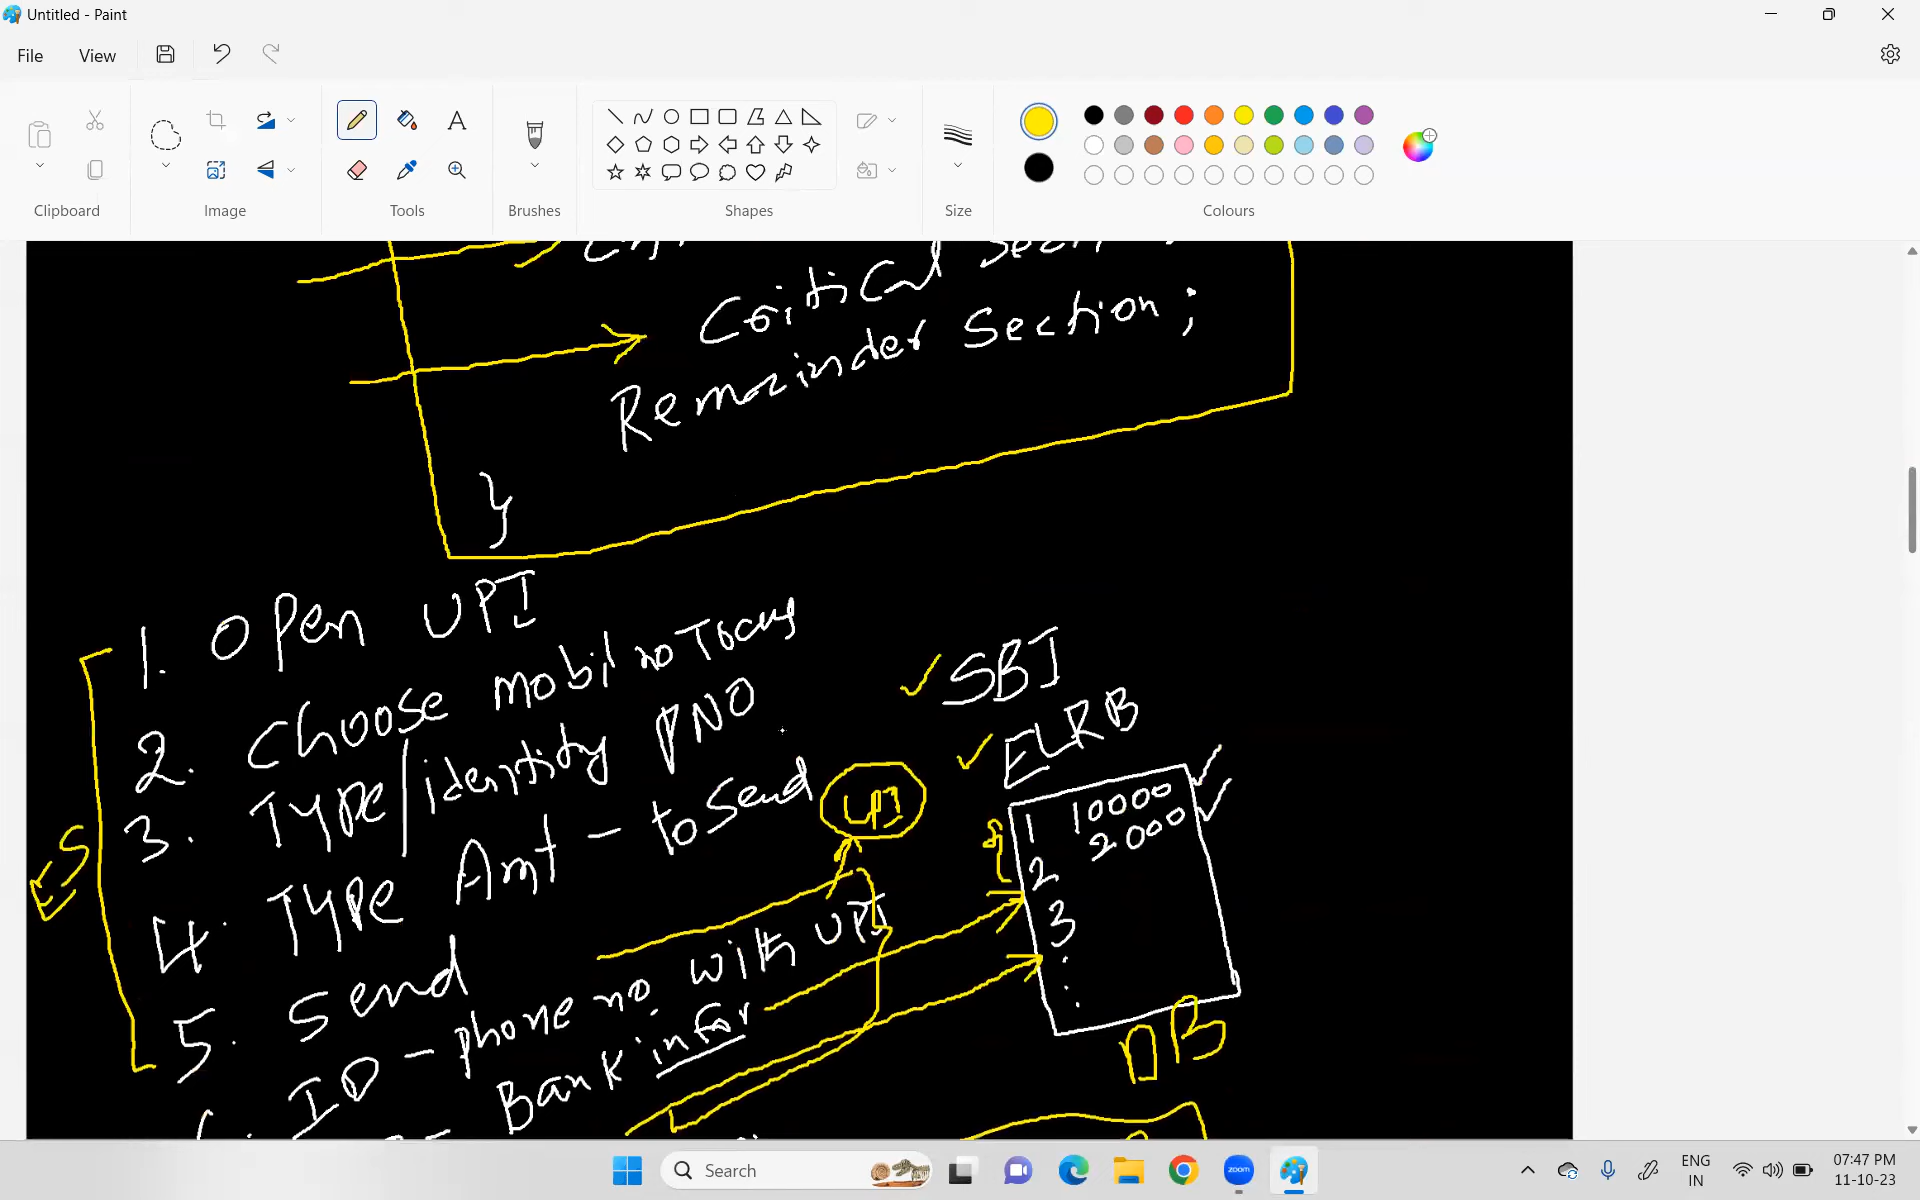 Untitled - Paint
File View
Clipboard Image Tools Brushes Shapes Size Colours
Critical Sec
Remainder Section;
}
1. Open UPI
2. Choose mobil no Tocus
3. TYPE/identity PNO
4. TYPE Amt - to Send
5. Send
ID - phone no. with UPI
- Bank infor
ES
UPI
SBI
ELRB
1 10000
2000
2
3
DB
Search
zoom
ENG
IN
07:47 PM
11-10-23